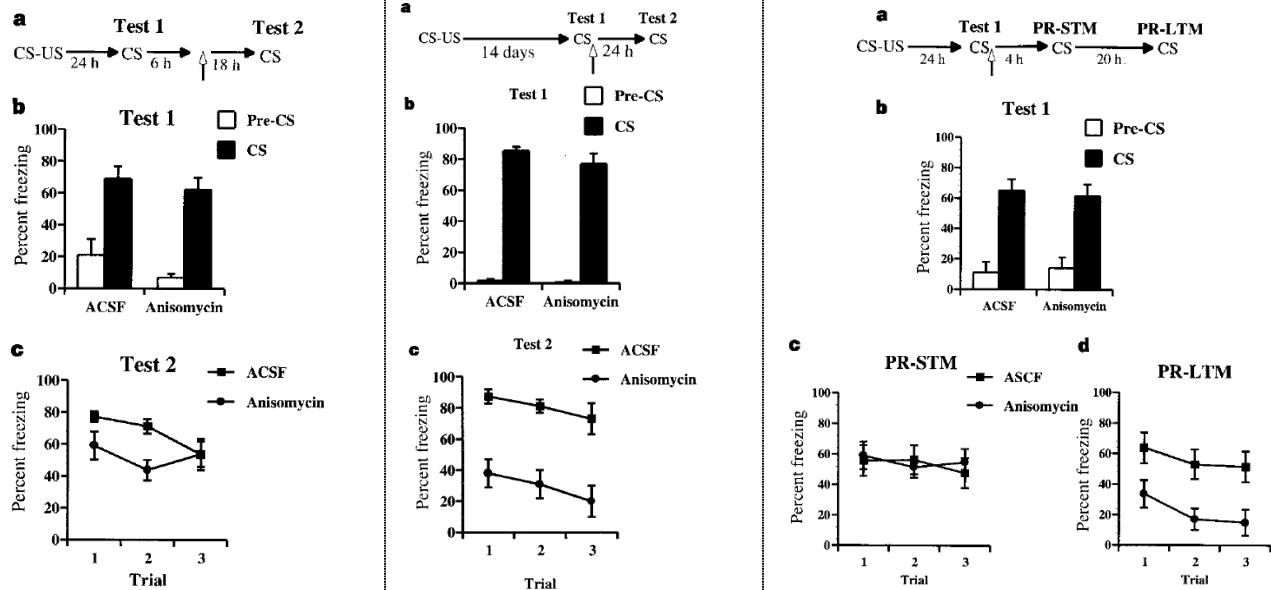 a
Test 1
Test 2
CS-US
24 h
CS
6 h
18 h
CS
b
Test 1
Pre-CS
CS
Percent freezing
100
80
60
40
20
0
ACSF
Anisomycin
c
Test 2
ACSF
Anisomycin
Percent freezing
100
80
60
40
20
0
1
2
3
Trial
a
Test 1
Test 2
CS-US
14 days
CS
24 h
CS
b
Test 1
Pre-CS
CS
Percent freezing
100
80
60
40
20
0
ACSF
Anisomycin
c
Test 2
ACSF
Anisomycin
Percent freezing
100
80
60
40
20
0
1
2
3
Trial
a
Test 1
PR-STM
PR-LTM
CS-US
24 h
CS
4 h
CS
20 h
CS
b
Test 1
Pre-CS
CS
Percent freezing
100
80
60
40
20
0
ACSF
Anisomycin
c
PR-STM
ASCF
Anisomycin
Percent freezing
100
80
60
40
20
0
1
2
3
Trial
d
PR-LTM
Percent freezing
100
80
60
40
20
0
1
2
3
Trial